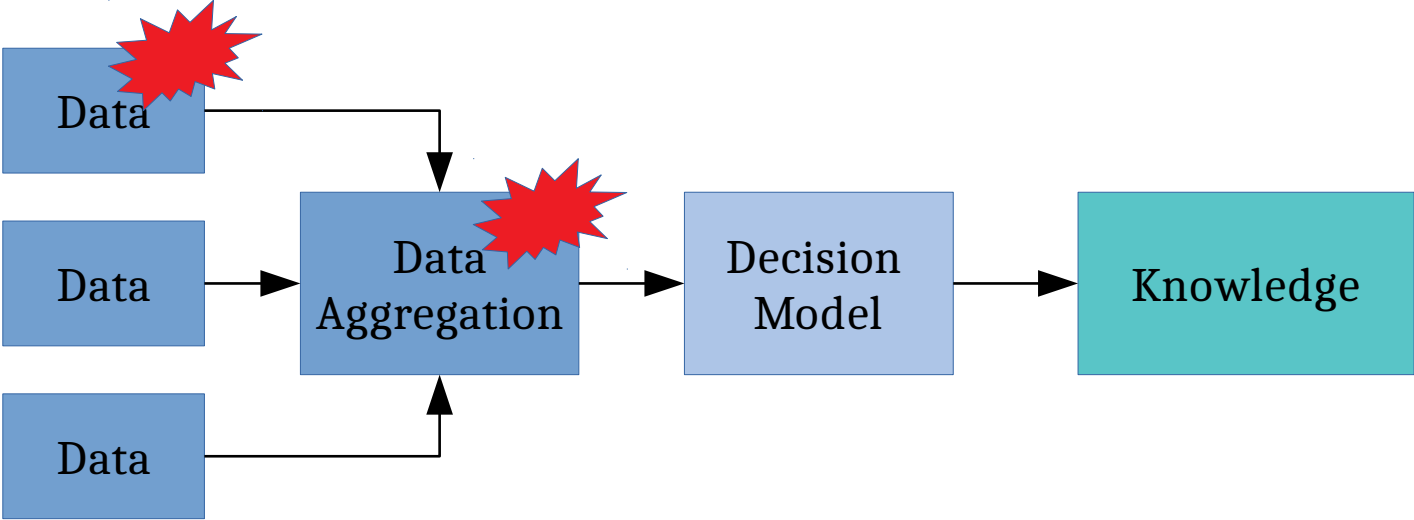 Data
Data
Data
Data
Aggregation
Decision
Model
Knowledge